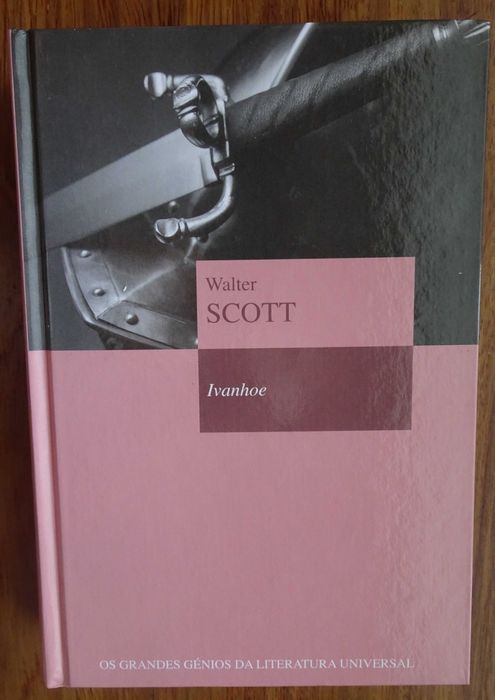 Walter
SCOTT
Ivanhoe
OS GRANDES GÉNIOS DA LITERATURA UNIVERSAL